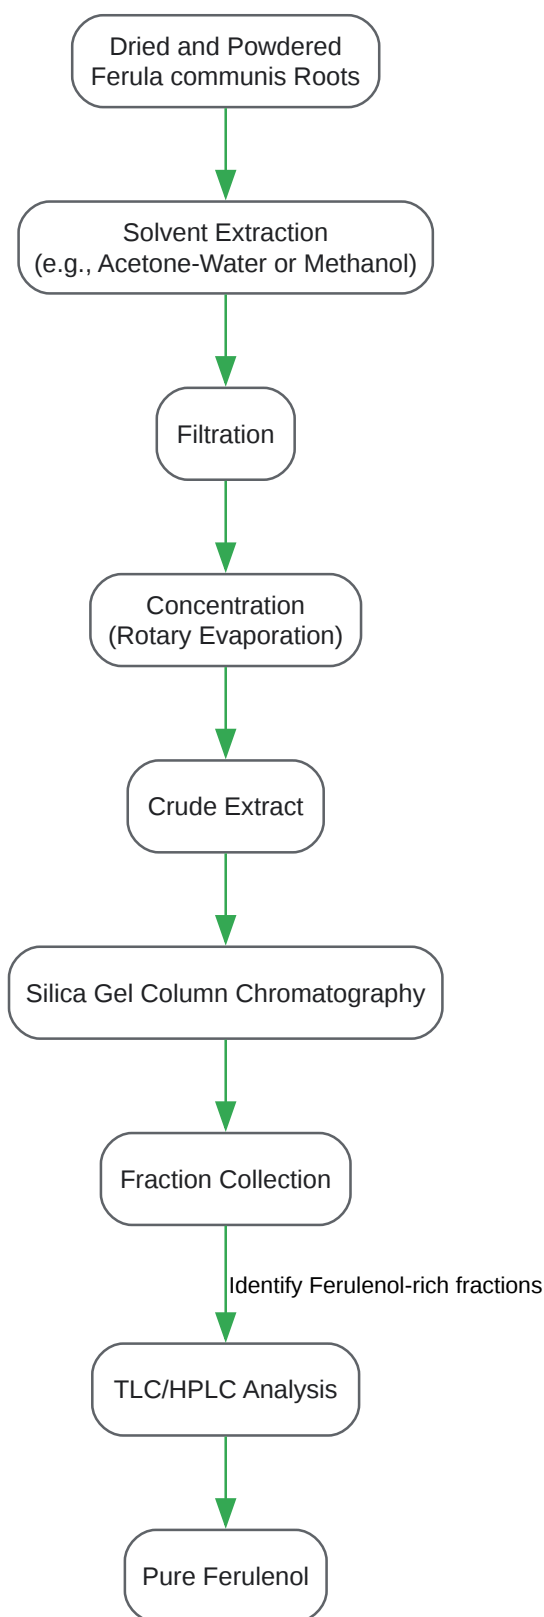 Dried and Powdered
Ferula communis Roots
Solvent Extraction
(e.g., Acetone-Water or Methanol)
Filtration
Concentration
(Rotary Evaporation)
Crude Extract
Silica Gel Column Chromatography
Fraction Collection
Identify Ferulenol-rich fractions
TLC/HPLC Analysis
Pure Ferulenol